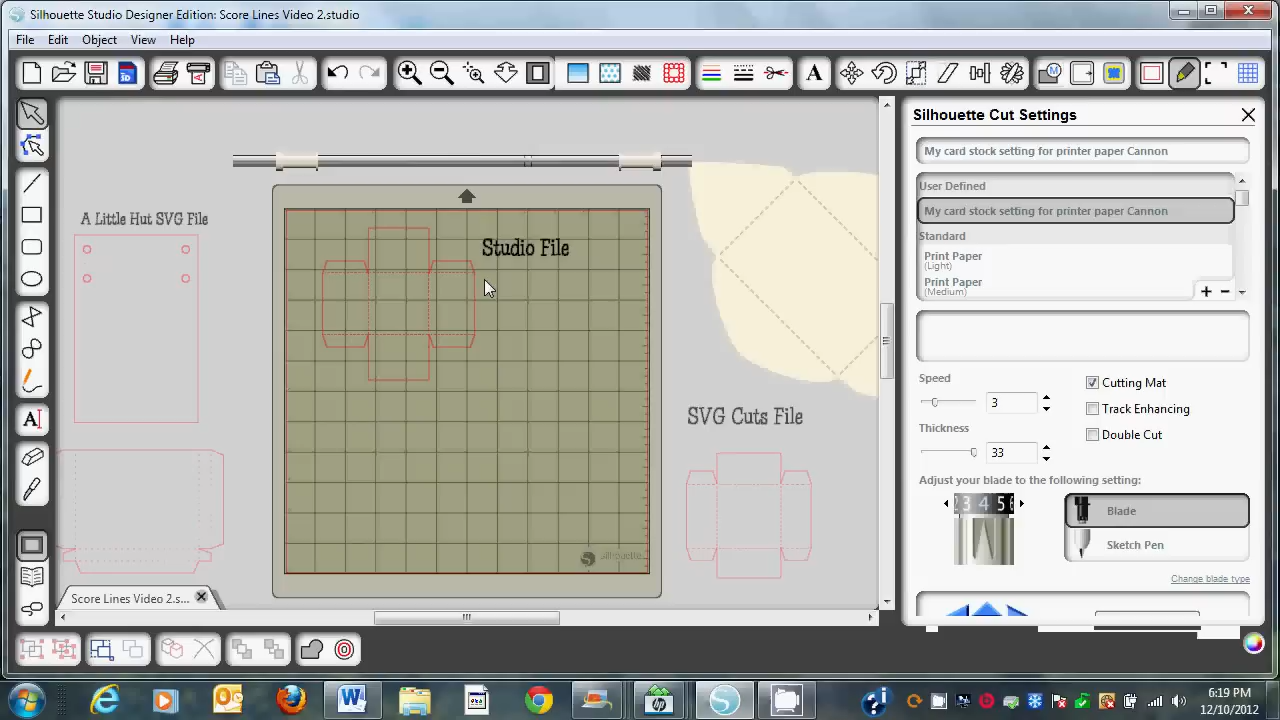 Silhouette Studio Designer Edition: Score Lines Video 2.studio
File Edit Object View Help
A
Silhouette Cut Settings
My card stock setting for printer paper Cannon
User Defined
My card stock setting for printer paper Cannon
Standard
Print Paper
(Light)
Print Paper
(Medium)
A Little Hut SVG File
Studio File
SVG Cuts File
Speed
3
Cutting Mat
Track Enhancing
Thickness
33
Double Cut
Adjust your blade to the following setting:
Blade
Sketch Pen
Change blade type
silhouette
Score Lines Video 2.s...
6:19 PM
12/10/2012